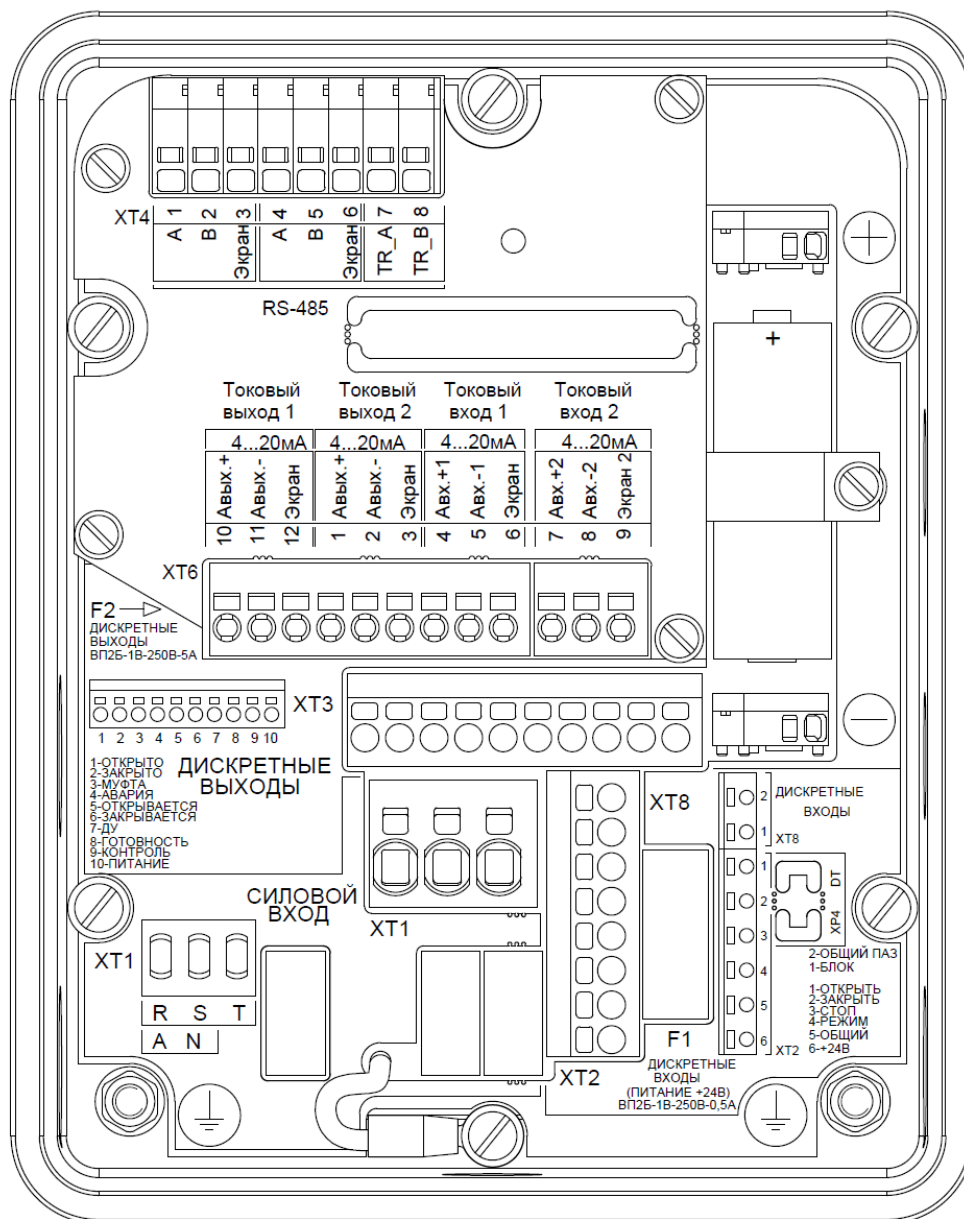 XT4
1 2 3 4 5 6 7 8
A B Экран A B Экран TR_A TR_B
RS-485
+
Токовый выход 1
Токовый выход 2
Токовый вход 1
Токовый вход 2
4...20мА 4...20мА 4...20мА 4...20мА
Авых.+ Авых.- Экран Авых.+ Авых.- Экран Авх.+1 Авх.-1 Экран Авх.+2 Авх.-2 Экран 2
10 11 12 1 2 3 4 5 6 7 8 9
XT6
F2
ДИСКРЕТНЫЕ
ВЫХОДЫ
ВП2Б-1В-250В-5А
XT3
1 2 3 4 5 6 7 8 9 10
1-ОТКРЫТО
2-ЗАКРЫТО
3-МУФТА
4-АВАРИЯ
5-ОТКРЫВАЕТСЯ
6-ЗАКРЫВАЕТСЯ
7-ДУ
8-ГОТОВНОСТЬ
9-КОНТРОЛЬ
10-ПИТАНИЕ
ДИСКРЕТНЫЕ
ВЫХОДЫ
XT8
2
1
ДИСКРЕТНЫЕ
ВХОДЫ
XT8
1
2
3
4
5
6
DT
XP4
2-ОБЩИЙ ПАЗ
1-БЛОК
1-ОТКРЫТЬ
2-ЗАКРЫТЬ
3-СТОП
4-РЕЖИМ
5-ОБЩИЙ
6-+24В
XT2
СИЛОВОЙ
ВХОД
XT1
XT1
R S T
A N
F1
XT2
ДИСКРЕТНЫЕ
ВХОДЫ
(ПИТАНИЕ +24В)
ВП2Б-1В-250В-0,5А